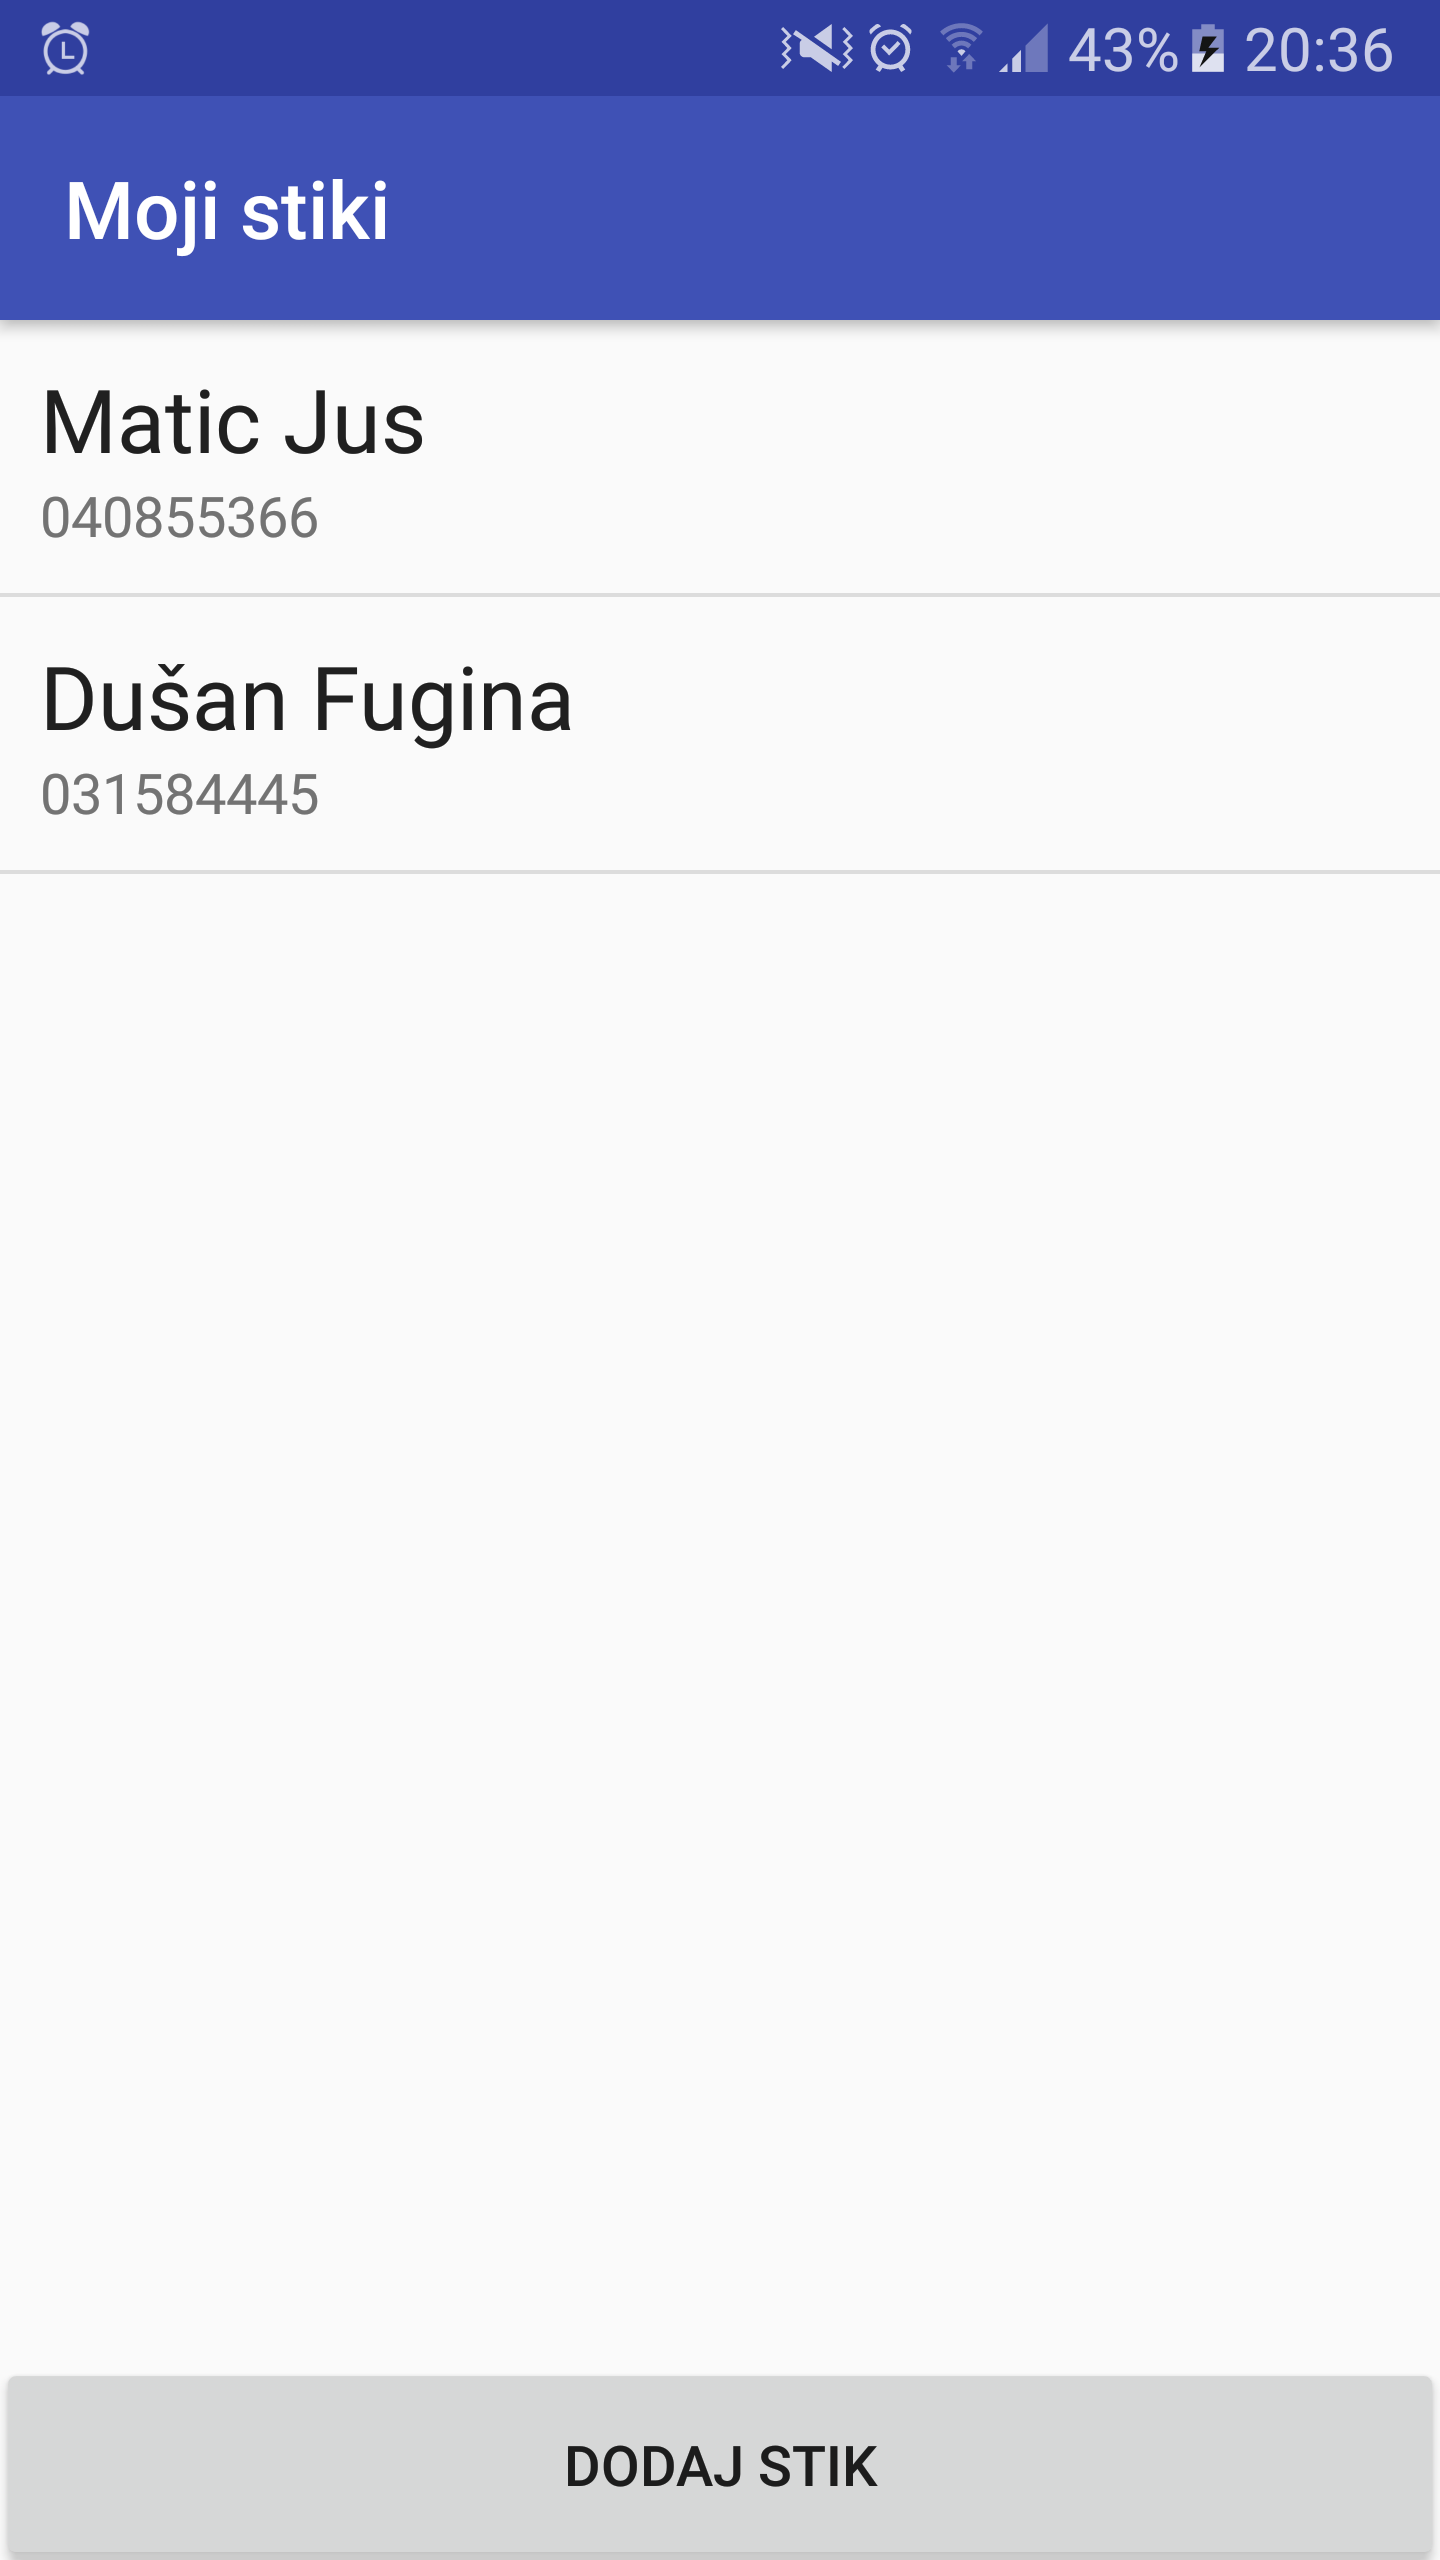 43% 20:36
Moji stiki
Matic Jus
040855366
Dušan Fugina
031584445
DODAJ STIK